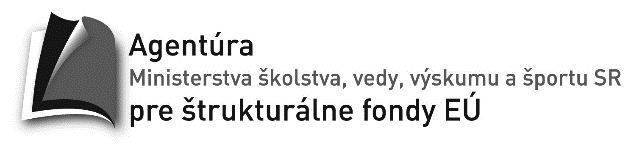 Agentúra
Ministerstva školstva, vedy, výskumu a športu SR
pre štrukturálne fondy EÚ